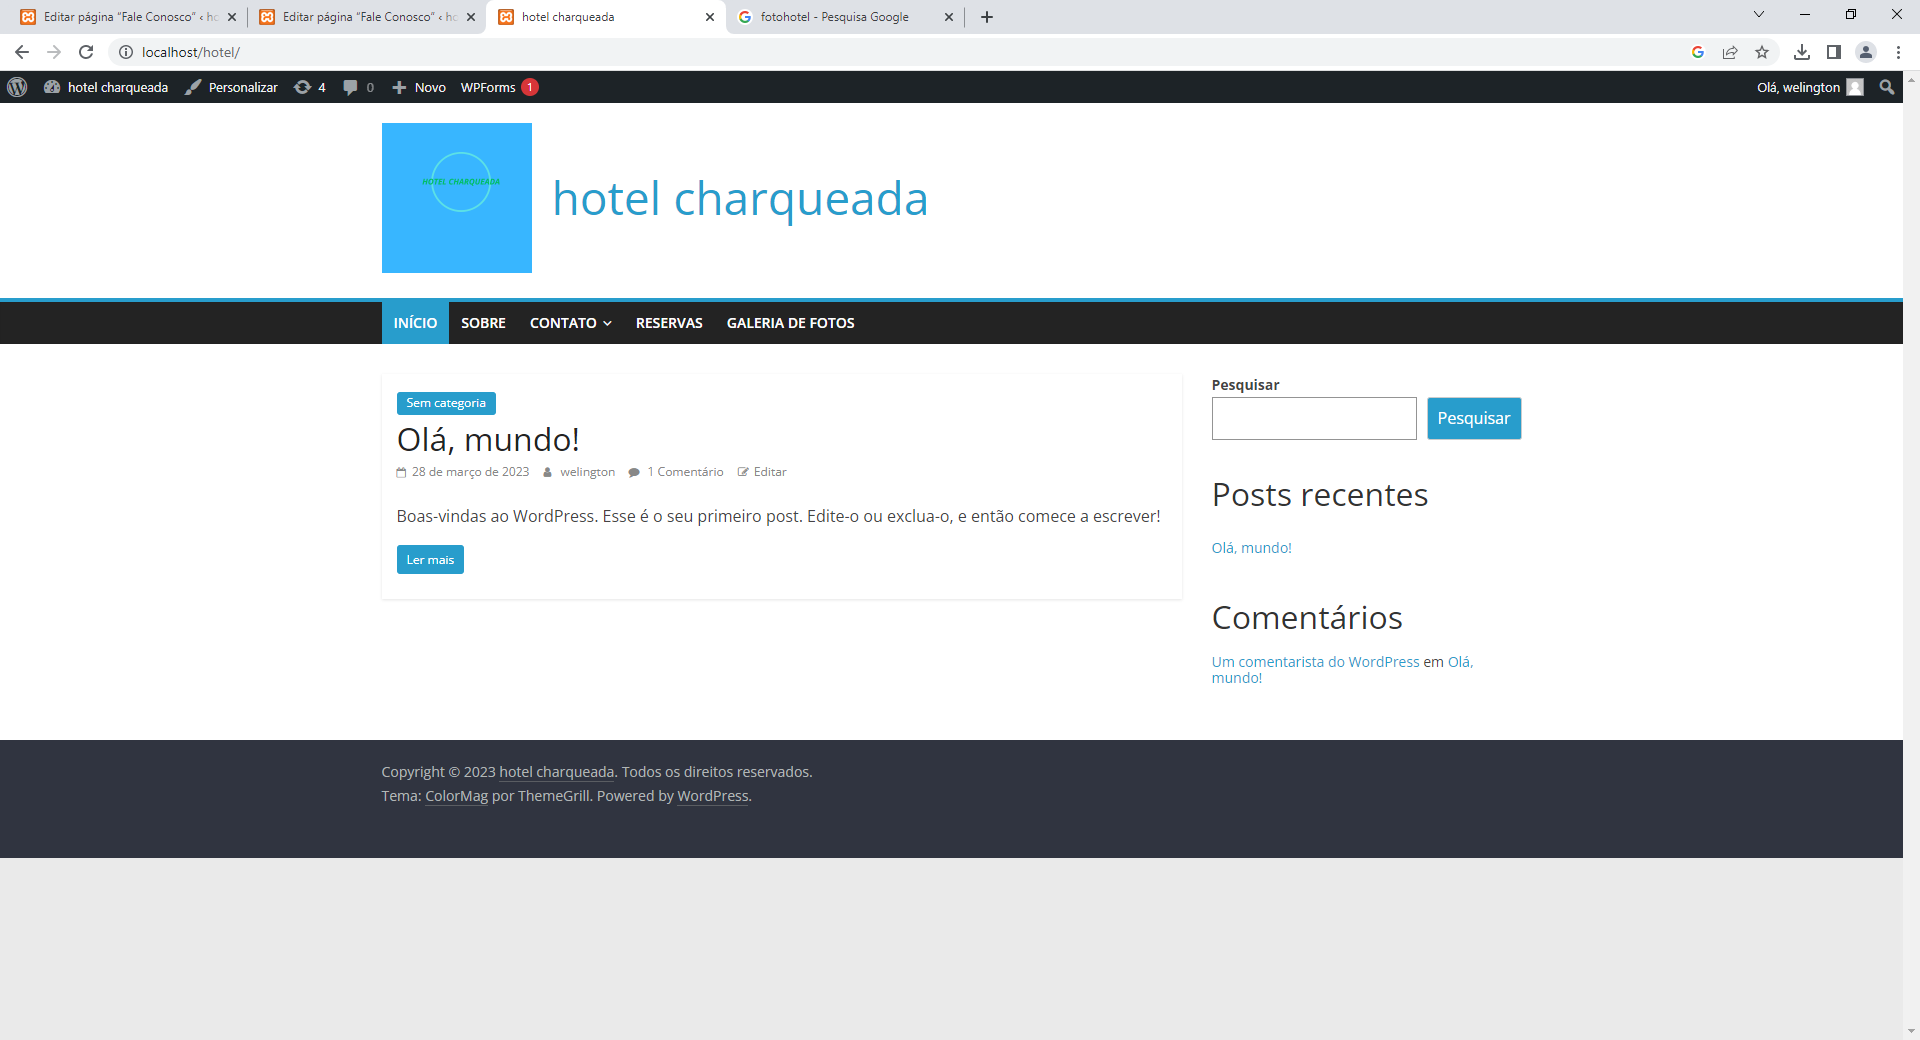 Editar página “Fale Conosco” ‹ ho
Editar página “Fale Conosco” ‹ ho
hotel charqueada
fotohotel - Pesquisa Google
localhost/hotel/
hotel charqueada
Personalizar
4
0
Novo
WPForms 1
Olá, welington
HOTEL CHARQUEADA
hotel charqueada
INÍCIO
SOBRE
CONTATO
RESERVAS
GALERIA DE FOTOS
Sem categoria
Olá, mundo!
28 de março de 2023 welington 1 Comentário Editar
Boas-vindas ao WordPress. Esse é o seu primeiro post. Edite-o ou exclua-o, e então comece a escrever!
Ler mais
Pesquisar
Pesquisar
Posts recentes
Olá, mundo!
Comentários
Um comentarista do WordPress em Olá,
mundo!
Copyright © 2023 hotel charqueada. Todos os direitos reservados.
Tema: ColorMag por ThemeGrill. Powered by WordPress.